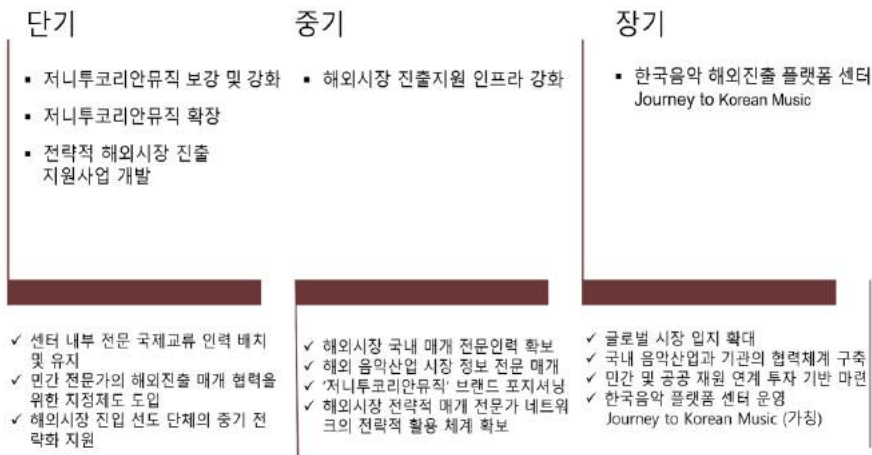 단기
▪ 저니투코리안뮤직 보강 및 강화
▪ 저니투코리안뮤직 확장
▪ 전략적 해외시장 진출
지원사업 개발
✓ 센터 내부 전문 국제교류 인력 배치
및 유지
✓ 민간 전문가의 해외진출 매개 협력을
위한 지정제도 도입
✓ 해외시장 진입 선도 단체의 중기 전
략화 지원
중기
▪ 해외시장 진출지원 인프라 강화
✓ 해외시장 국내 매개 전문인력 확보
✓ 해외 음악산업 시장 정보 전문 매개
✓ '저니투코리안뮤직' 브랜드 포지셔닝
✓ 해외시장 전략적 매개 전문가 네트워
크의 전략적 활용 체계 확보
장기
▪ 한국음악 해외진출 플랫폼 센터
Journey to Korean Music
✓ 글로벌 시장 입지 확대
✓ 국내 음악산업과 기관의 협력체계 구축
✓ 민간 및 공공 재원 연계 투자 기반 마련
✓ 한국음악 플랫폼 센터 운영
Journey to Korean Music (가칭)